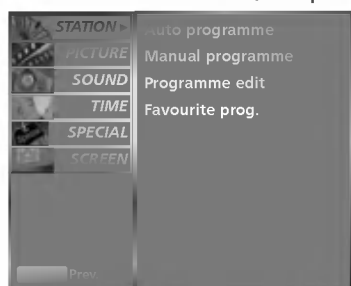 STATION
PICTURE
SOUND
TIME
SPECIAL
SCREEN
Prev.
Auto programme
Manual programme
Programme edit
Favourite prog.